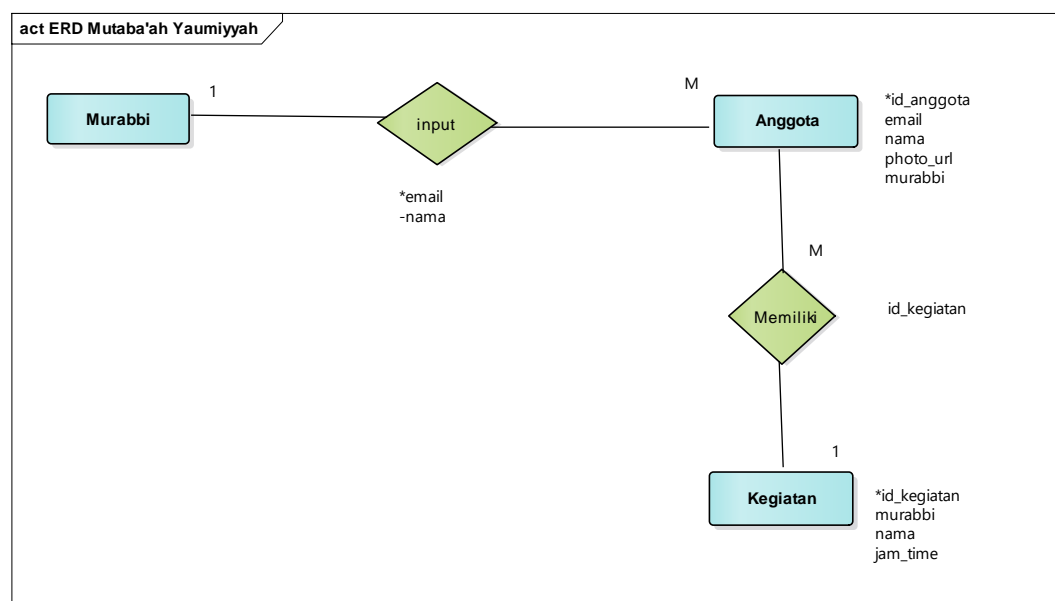 act ERD Mutaba'ah Yaumiyyah
1
M
Murabbi
input
Anggota
*id_anggota
email
nama
photo_url
murabbi
*email
-nama
M
Memiliki
id_kegiatan
1
Kegiatan
*id_kegiatan
murabbi
nama
jam_time